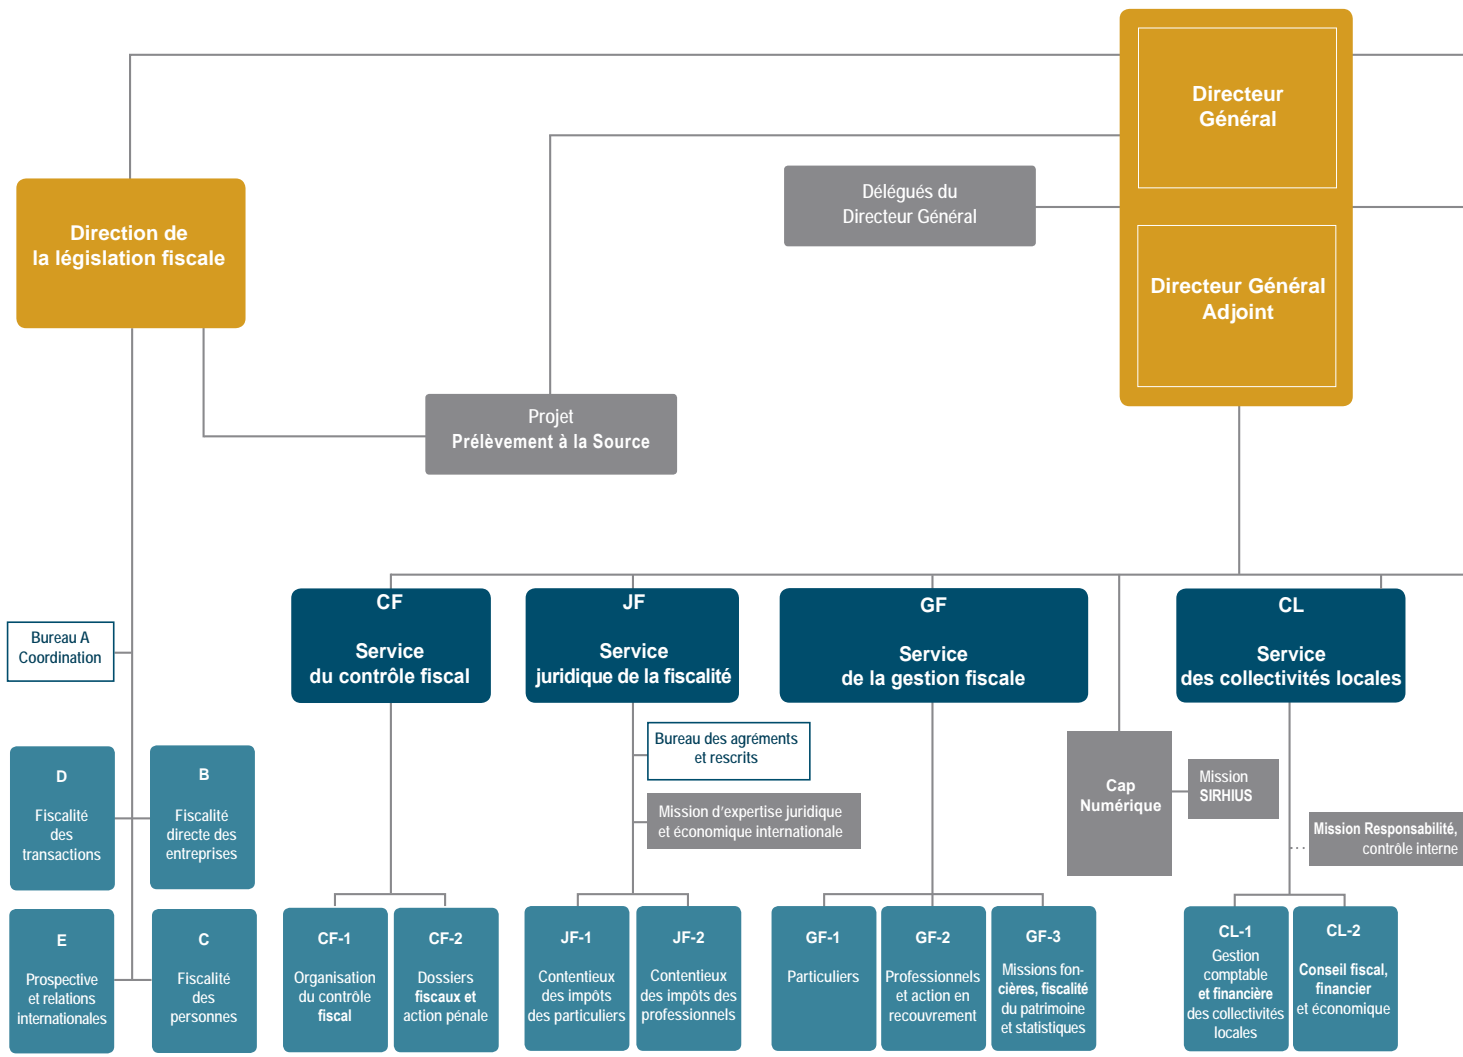 Directeur
Général
Délégués du
Directeur Général
Direction de
la législation fiscale
Directeur Général
Adjoint
Projet
Prélèvement à la Source
CF
Service
du contrôle fiscal
JF
Service
juridique de la fiscalité
GF
Service
de la gestion fiscale
CL
Service
des collectivités locales
Bureau A
Coordination
Bureau des agréments
et rescrits
Mission d'expertise juridique
et économique internationale
Cap
Numérique
Mission
SIRHIUS
Mission Responsabilité,
contrôle interne
D
Fiscalité
des
transactions
B
Fiscalité
directe des
entreprises
E
Prospective
et relations
internationales
C
Fiscalité
des
personnes
CF-1
Organisation
du contrôle
fiscal
CF-2
Dossiers
fiscaux et
action pénale
JF-1
Contentieux
des impôts
des particuliers
JF-2
Contentieux
des impôts des
professionnels
GF-1
Particuliers
GF-2
Professionnels
et action en
recouvrement
GF-3
Missions fon-
cières, fiscalité
du patrimoine
et statistiques
CL-1
Gestion
comptable
et financière
des collectivités
locales
CL-2
Conseil fiscal,
financier
et économique